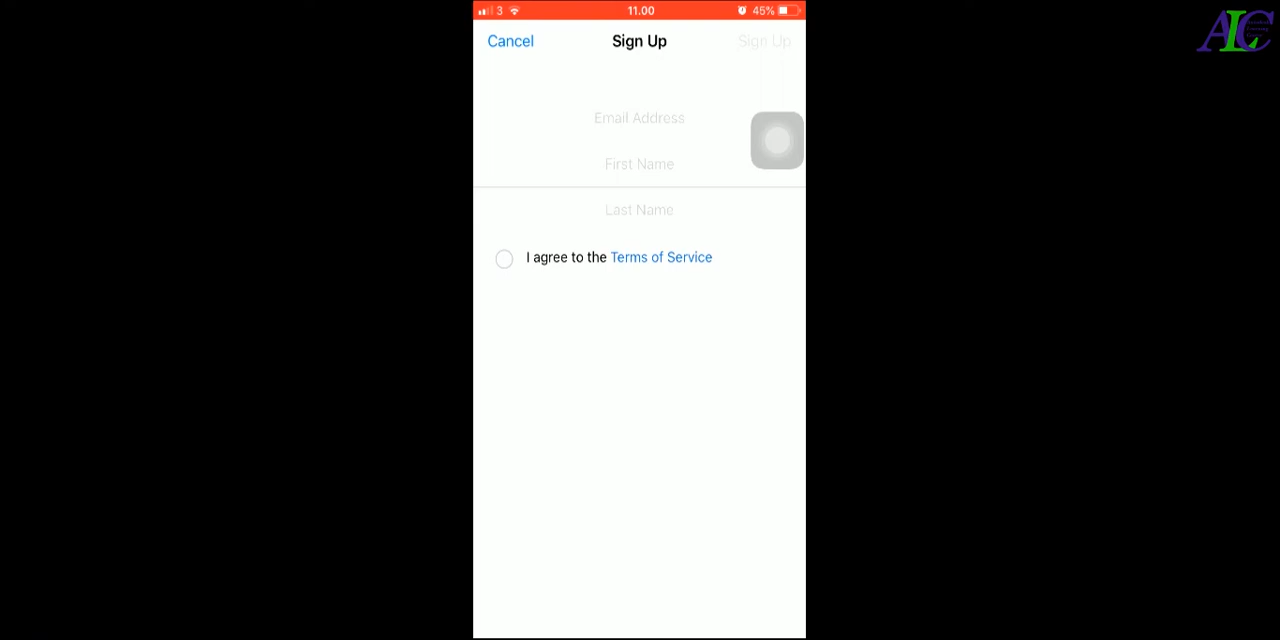 3 11.00 45%
Cancel Sign Up Sign Up
Email Address
First Name
Last Name
I agree to the Terms of Service
ALC